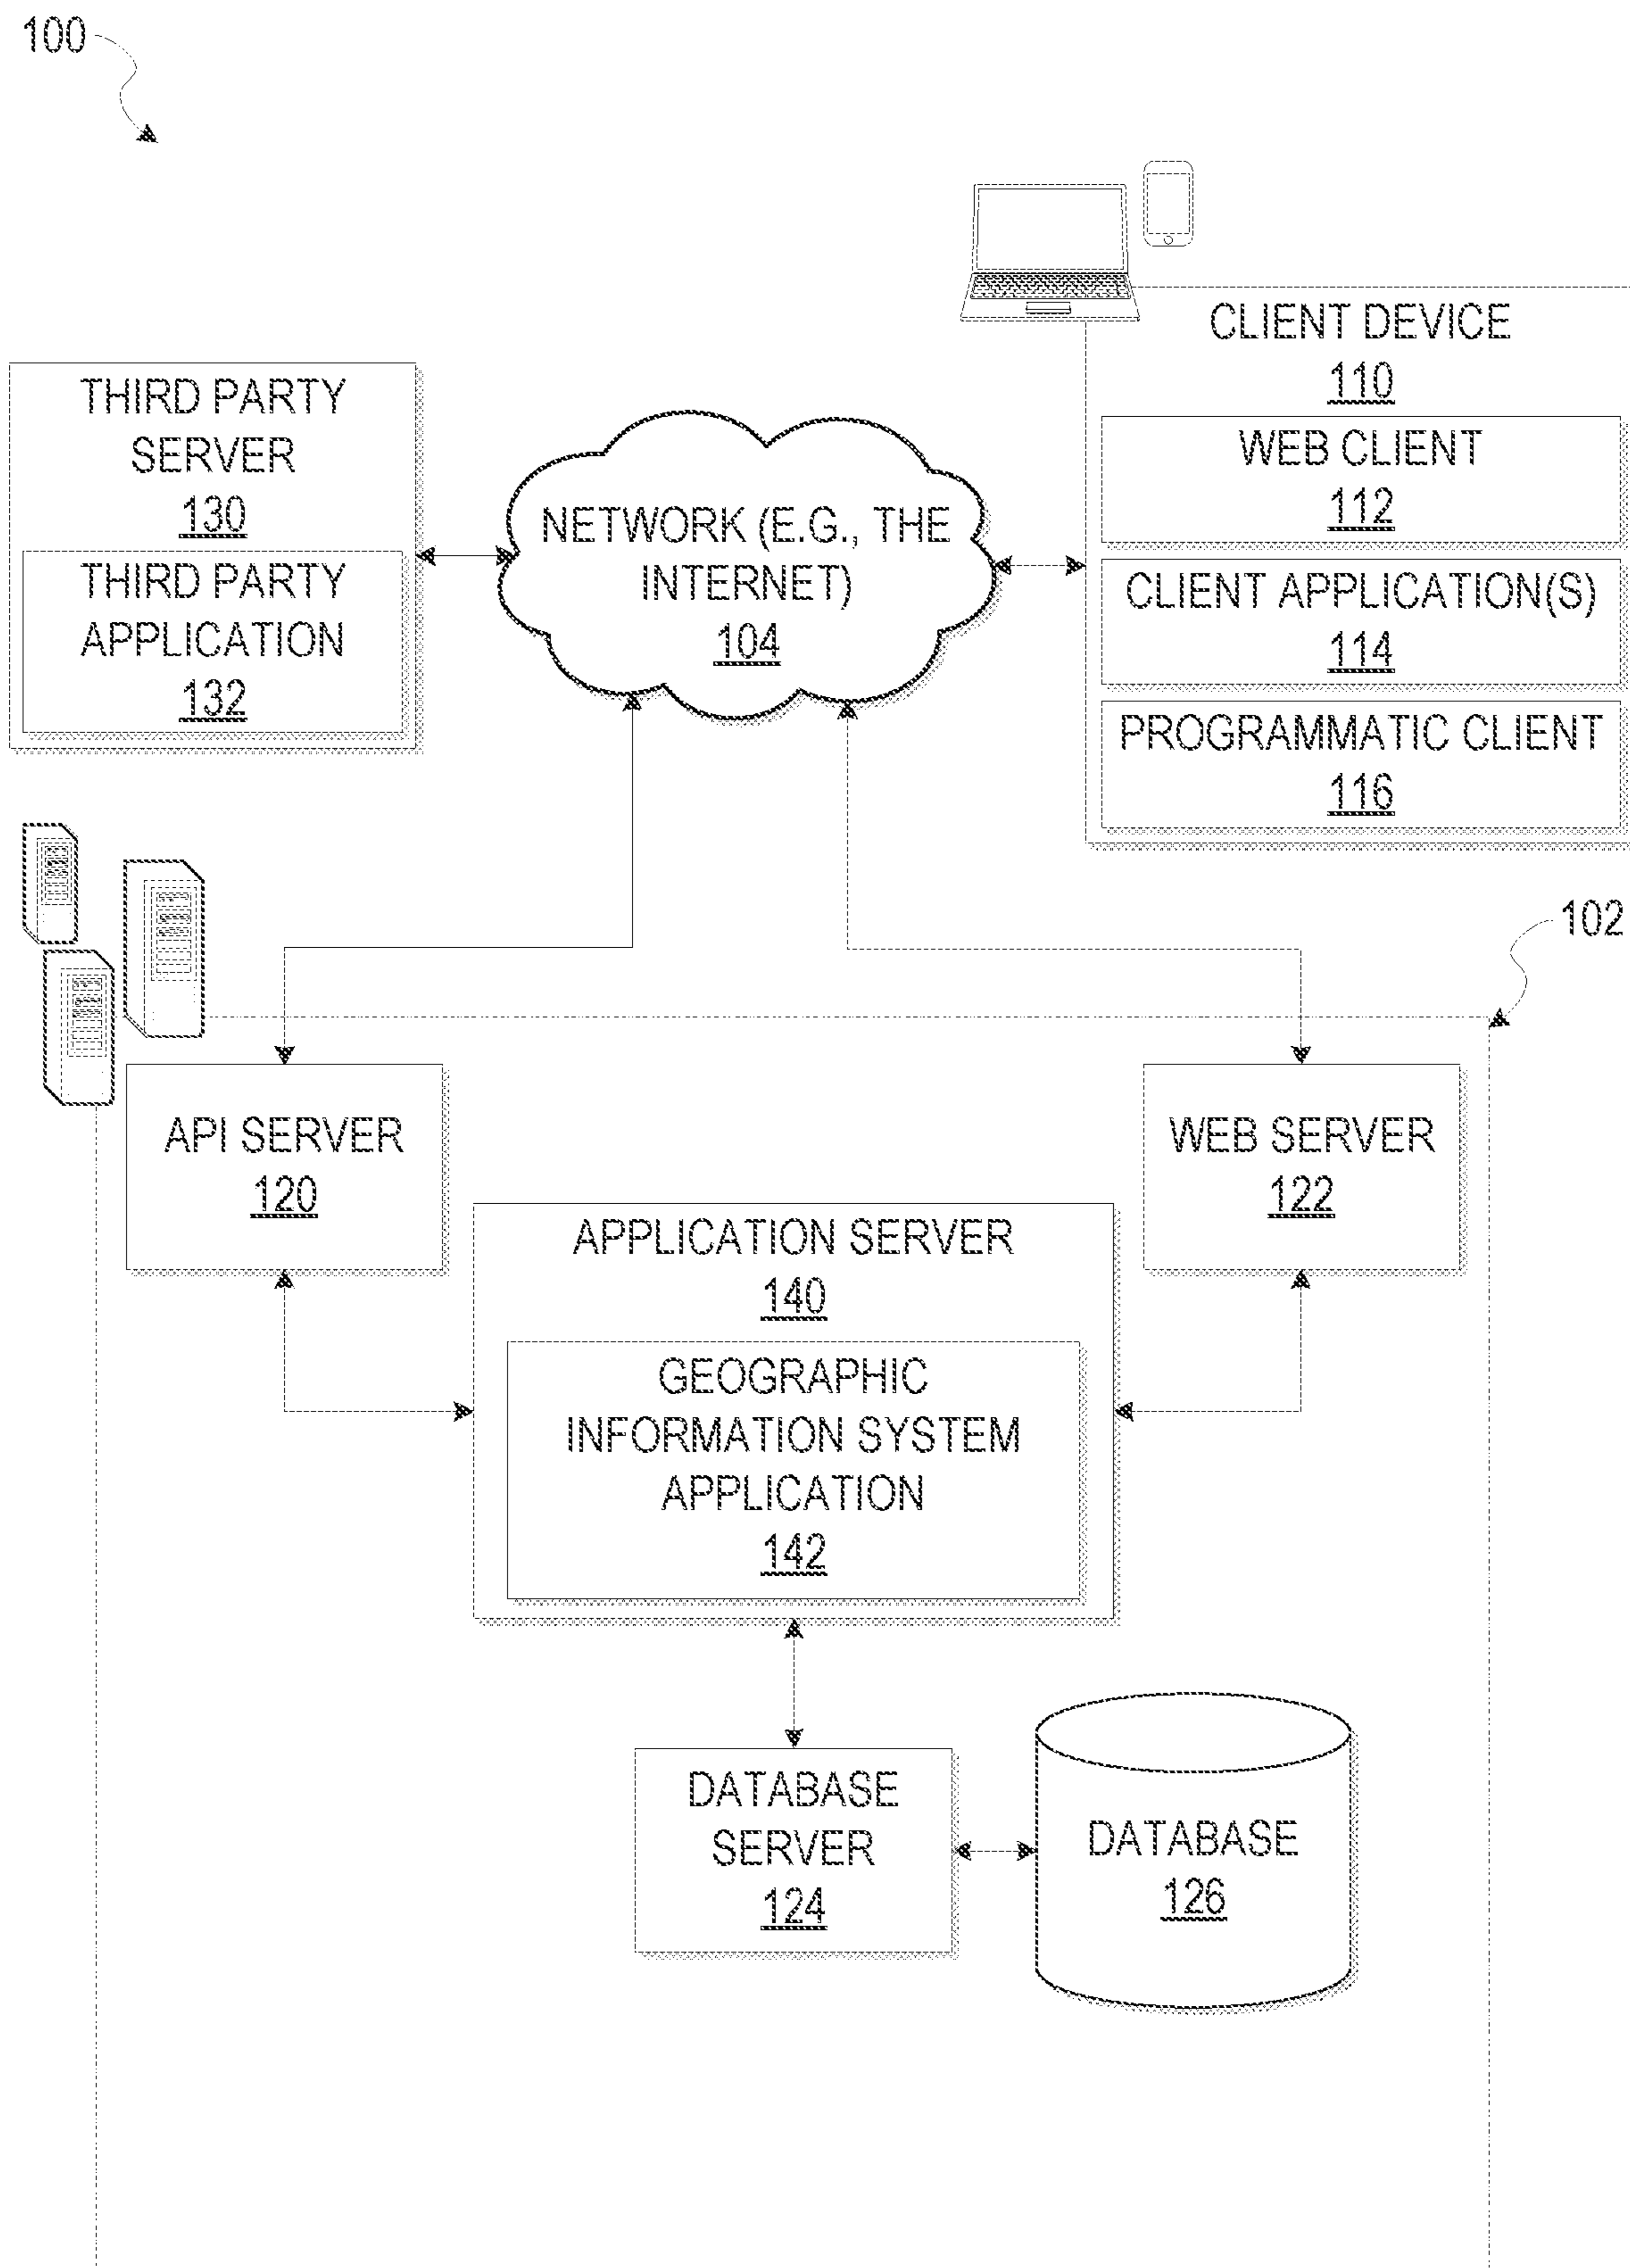 100
CLIENT DEVICE
110
WEB CLIENT
112
CLIENT APPLICATION(S)
114
PROGRAMMATIC CLIENT
116
THIRD PARTY
SERVER
130
THIRD PARTY
APPLICATION
132
NETWORK (E.G., THE
INTERNET)
104
102
API SERVER
120
WEB SERVER
122
APPLICATION SERVER
140
GEOGRAPHIC
INFORMATION SYSTEM
APPLICATION
142
DATABASE
SERVER
124
DATABASE
126